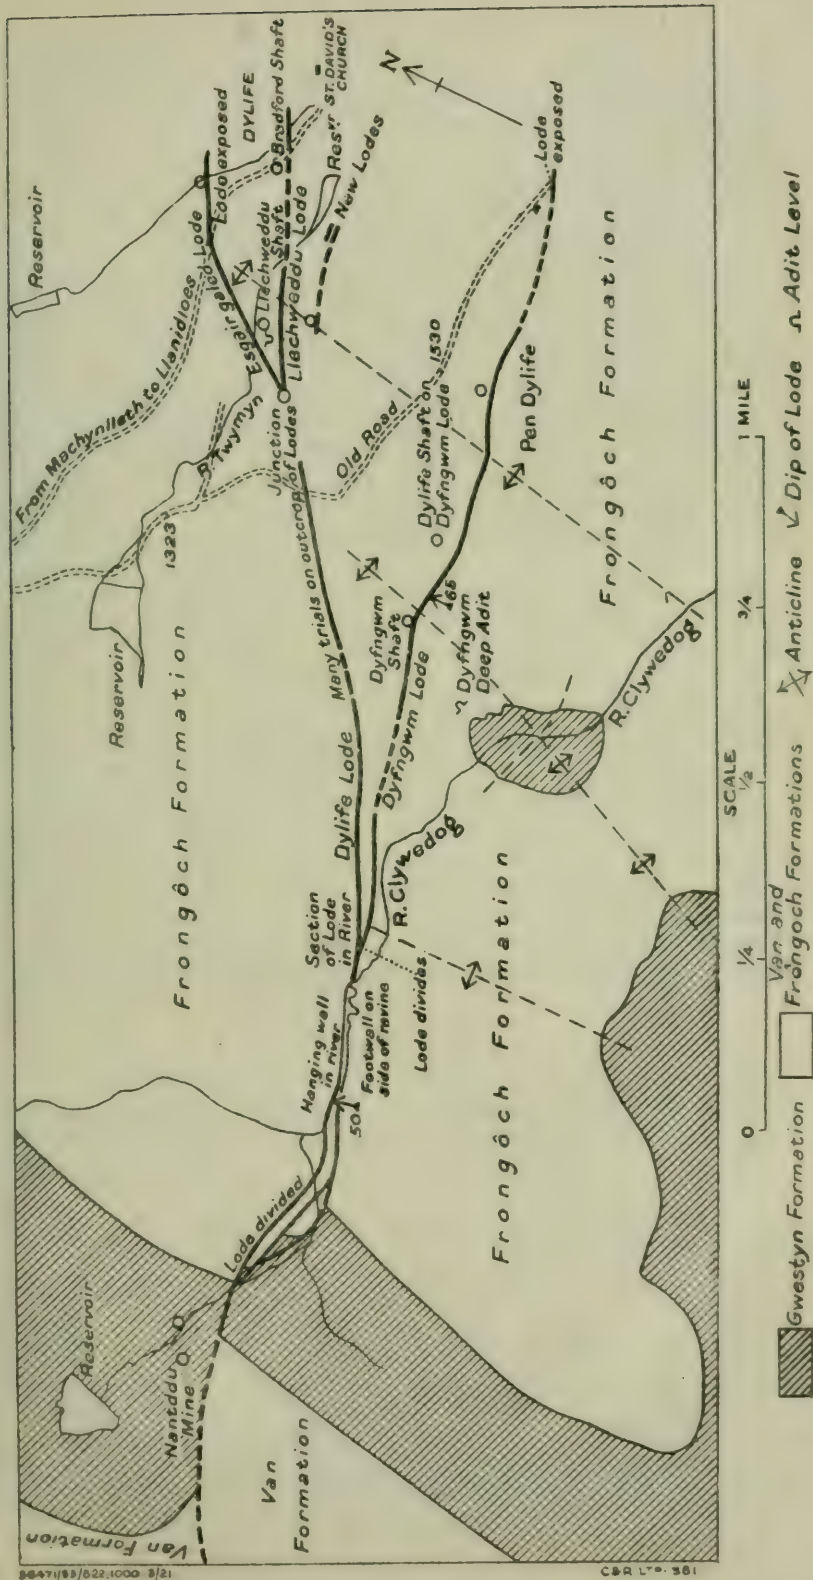 Reservoir
From Machynlleth to Llanidloes
Lode exposed
DYLIFE
Bradford Shaft
ST. DAVID'S
CHURCH
Resvr
New Lodes
N
Esgair galed Lode
Llechweddu
Shaft
Llechweddu Lode
R. Twymyn
Junction
of Lodes
1323
Reservoir
Old Road
1530
Lode
exposed
Many trials on outcrop
Dylife Shaft on
Dyfngwm Lode
Pen Dylife
Frongôch Formation
Frongôch Formation
Dylife Lode
Dyfngwm
Shaft
Dyfngwm Lode
65
Dyfngwm
Deep Adit
R. Clywedog
R. Clywedog
Section
of Lode
in River
Lode divides
Hanging wall
in river
Footwall on
side of ravine
50
Frongôch Formation
Lode divided
Reservoir
Nantddu
Mine
Van
Formation
Van Formation
SCALE
0
1/4
1/2
3/4
1 MILE
Gwestyn Formation
Van and
Frongoch Formations
Anticline
Dip of Lode
Adit Level
C&R LTD. 361